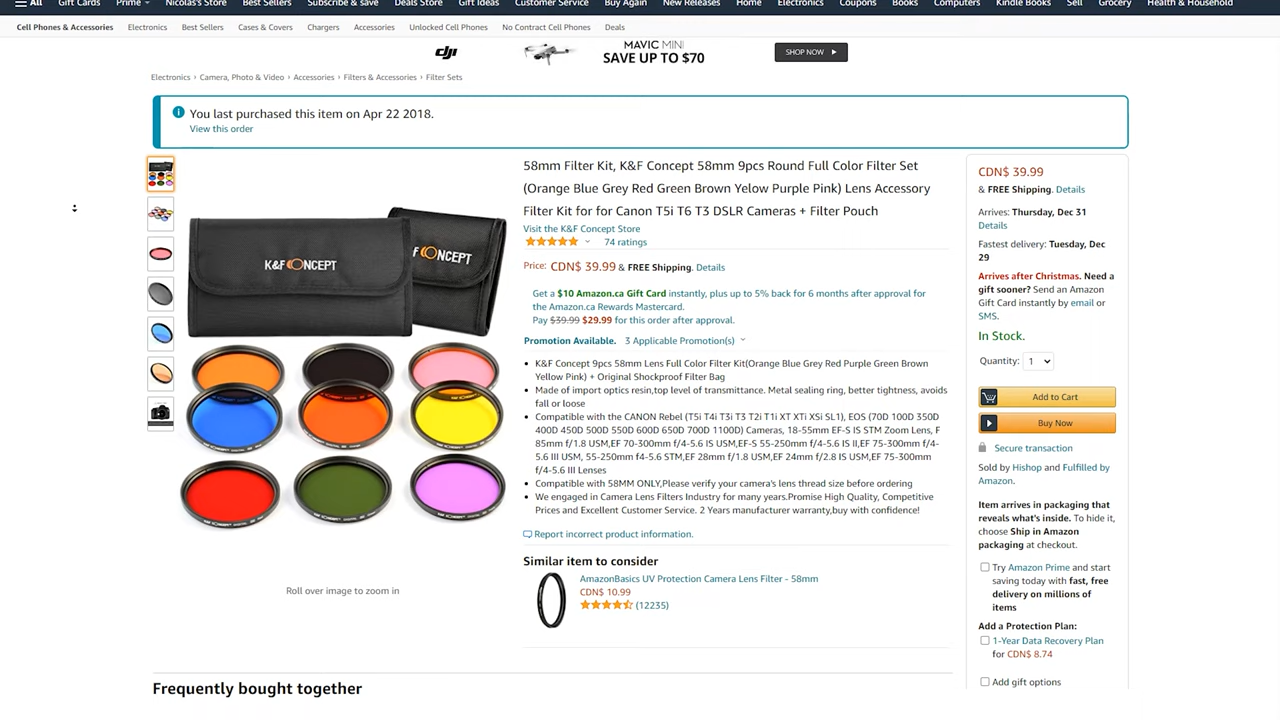 All Gift Cards Prime Nicolas's Store Best Sellers Subscribe & save Deals Store Gift Ideas Customer Service Buy Again New Releases Home Electronics Coupons Books Computers Kindle Books Sell Grocery Health & Household
Cell Phones & Accessories Electronics Best Sellers Cases & Covers Chargers Accessories Unlocked Cell Phones No Contract Cell Phones Deals
dji MAVIC MINI
SAVE UP TO $70
SHOP NOW
Electronics › Camera, Photo & Video › Accessories › Filters & Accessories › Filter Sets
You last purchased this item on Apr 22 2018.
View this order
K&F CONCEPT
F CONCEPT
Roll over image to zoom in
58mm Filter Kit, K&F Concept 58mm 9pcs Round Full Color Filter Set
(Orange Blue Grey Red Green Brown Yelow Purple Pink) Lens Accessory
Filter Kit for for Canon T5i T6 T3 DSLR Cameras + Filter Pouch
Visit the K&F Concept Store
74 ratings
Price: CDN$ 39.99 & FREE Shipping. Details
Get a $10 Amazon.ca Gift Card instantly, plus up to 5% back for 6 months after approval for
the Amazon.ca Rewards Mastercard.
Pay $39.99 $29.99 for this order after approval.
Promotion Available. 3 Applicable Promotion(s)
• K&F Concept 9pcs 58mm Lens Full Color Filter Kit(Orange Blue Grey Red Purple Green Brown
Yellow Pink) + Original Shockproof Filter Bag
• Made of import optics resin,top level of transmittance. Metal sealing ring, better tightness, avoids
fall or loose
• Compatible with the CANON Rebel (T5i T4i T3i T3 T2i T1i XT XTi XSi SL1), EOS (70D 100D 350D
400D 450D 500D 550D 600D 650D 700D 1100D) Cameras, 18-55mm EF-S IS STM Zoom Lens, F
85mm f/1.8 USM,EF 70-300mm f/4-5.6 IS USM,EF-S 55-250mm f/4-5.6 IS II,EF 75-300mm f/4-
5.6 III USM, 55-250mm f4-5.6 STM,EF 28mm f/1.8 USM,EF 24mm f/2.8 IS USM,EF 75-300mm
f/4-5.6 III Lenses
• Compatible with 58MM ONLY,Please verify your camera's lens thread size before ordering
• We engaged in Camera Lens Filters Industry for many years.Promise High Quality, Competitive
Prices and Excellent Customer Service. 2 Years manufacturer warranty,buy with confidence!
Report incorrect product information.
Similar item to consider
AmazonBasics UV Protection Camera Lens Filter - 58mm
CDN$ 10.99
(12235)
CDN$ 39.99
& FREE Shipping. Details
Arrives: Thursday, Dec 31
Details
Fastest delivery: Tuesday, Dec
29
Arrives after Christmas. Need a
gift sooner? Send an Amazon
Gift Card instantly by email or
SMS.
In Stock.
Quantity: 1
Add to Cart
Buy Now
Secure transaction
Sold by Hishop and Fulfilled by
Amazon.
Item arrives in packaging that
reveals what's inside. To hide it,
choose Ship in Amazon
packaging at checkout.
Try Amazon Prime and start
saving today with fast, free
delivery on millions of
items
Add a Protection Plan:
1-Year Data Recovery Plan
for CDN$ 8.74
Add gift options
Frequently bought together